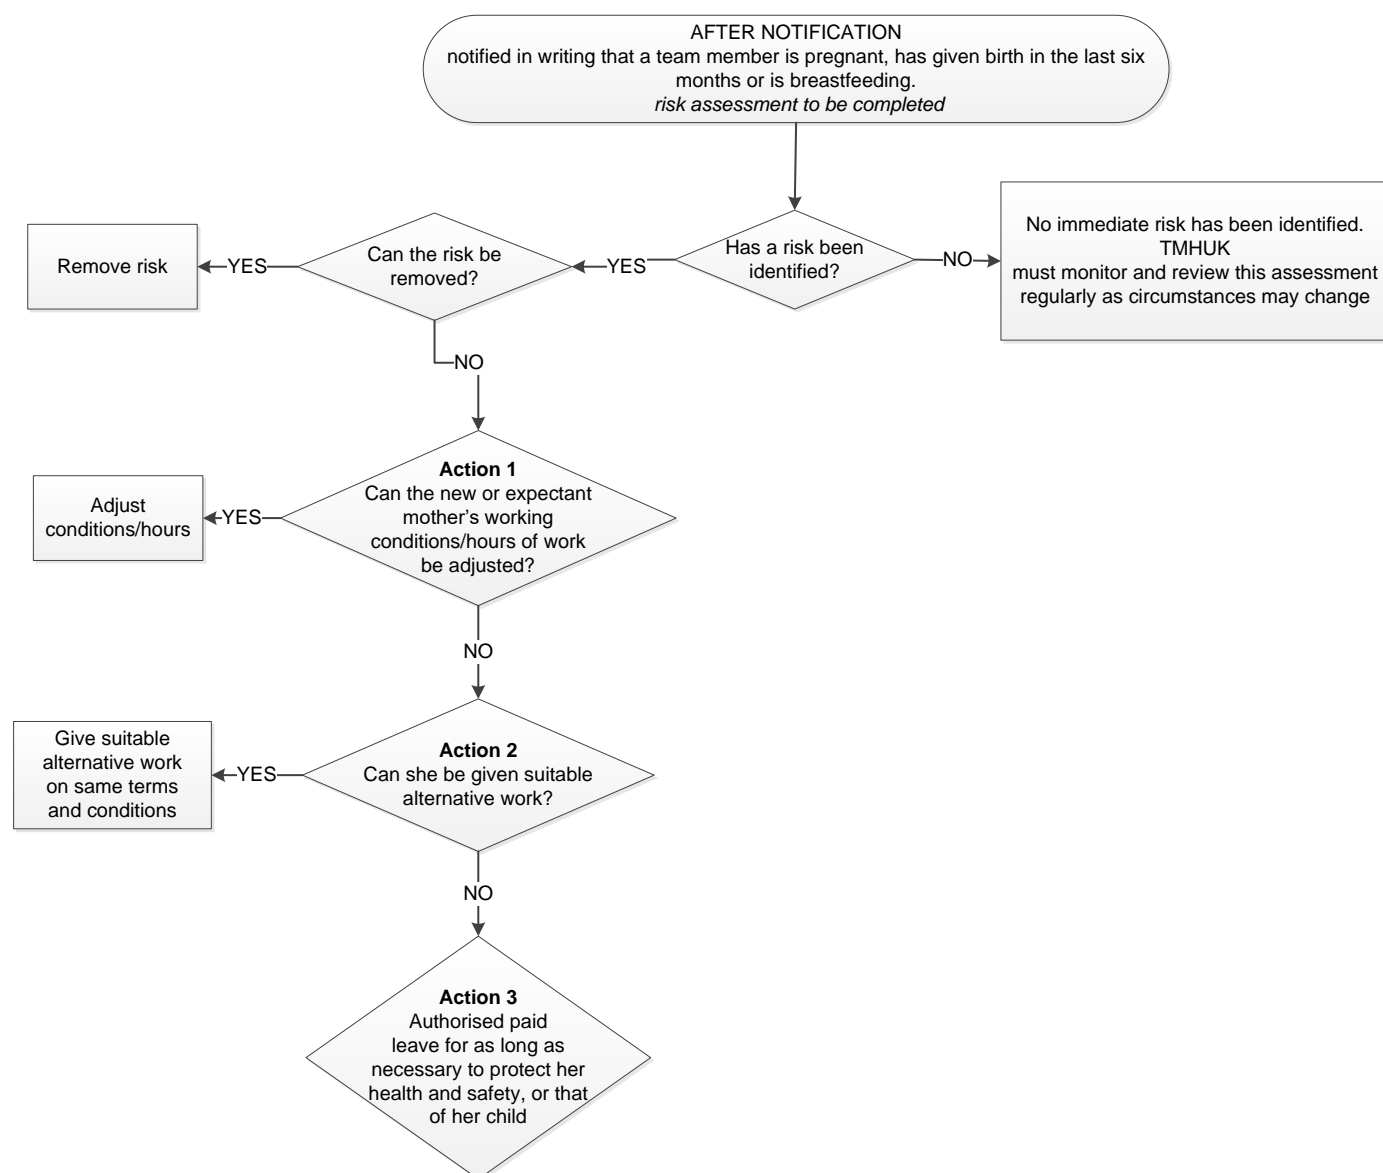 AFTER NOTIFICATION
notified in writing that a team member is pregnant, has given birth in the last six
months or is breastfeeding.
risk assessment to be completed
Has a risk been
identified?
NO
No immediate risk has been identified.
TMHUK
must monitor and review this assessment
regularly as circumstances may change
YES
Can the risk be
removed?
YES
Remove risk
NO
Action 1
Can the new or expectant
mother’s working
conditions/hours of work
be adjusted?
YES
Adjust
conditions/hours
NO
Action 2
Can she be given suitable
alternative work?
YES
Give suitable
alternative work
on same terms
and conditions
NO
Action 3
Authorised paid
leave for as long as
necessary to protect her
health and safety, or that
of her child